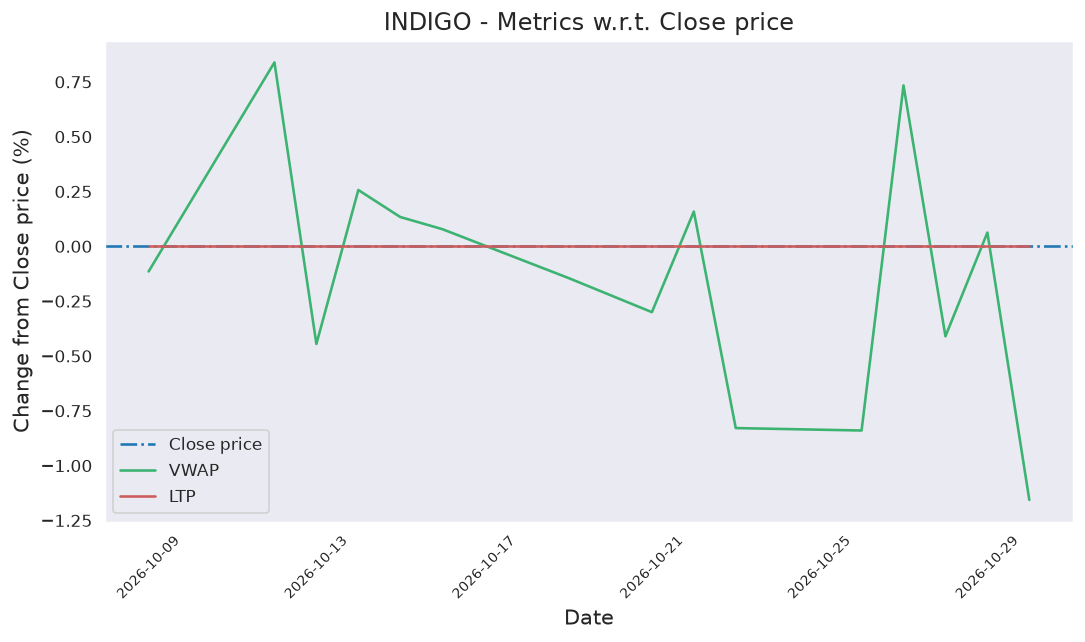 INDIGO - Metrics w.r.t. Close price
Change from Close price (%)
0.75
0.50
0.25
0.00
−0.25
−0.50
−0.75
−1.00
−1.25
Close price
VWAP
LTP
2026-10-09
2026-10-13
2026-10-17
2026-10-21
2026-10-25
2026-10-29
Date